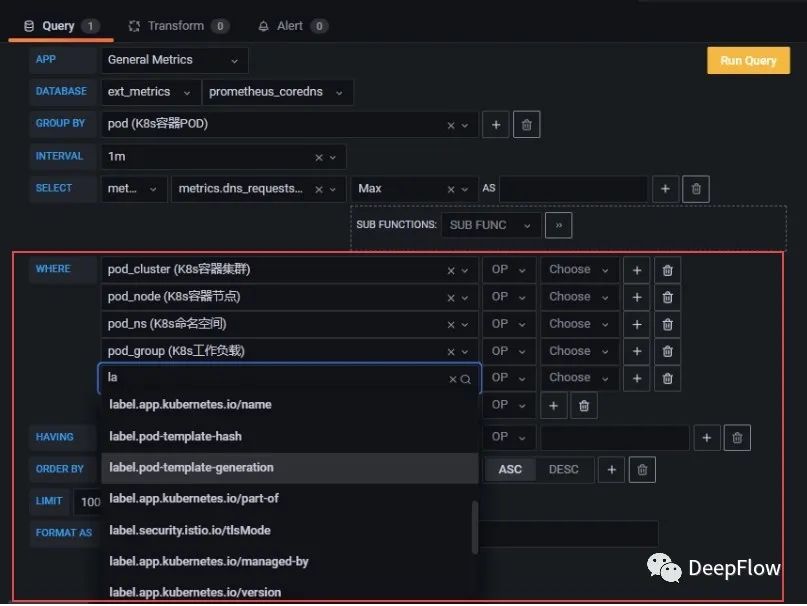 Query 1 Transform 0 Alert 0
APP General Metrics Run Query
DATABASE ext_metrics prometheus_coredns
GROUP BY pod (K8s容器POD)
INTERVAL 1m
SELECT met... metrics.dns_requests... Max AS
SUB FUNCTIONS: SUB FUNC
WHERE pod_cluster (K8s容器集群) OP Choose
pod_node (K8s容器节点) OP Choose
pod_ns (K8s命名空间) OP Choose
pod_group (K8s工作负载) OP Choose
la OP Choose
label.app.kubernetes.io/name OP
HAVING label.pod-template-hash OP
ORDER BY label.pod-template-generation ASC DESC
LIMIT 100 label.app.kubernetes.io/part-of
FORMAT AS label.security.istio.io/tlsMode
label.app.kubernetes.io/managed-by
label.app.kubernetes.io/version
DeepFlow